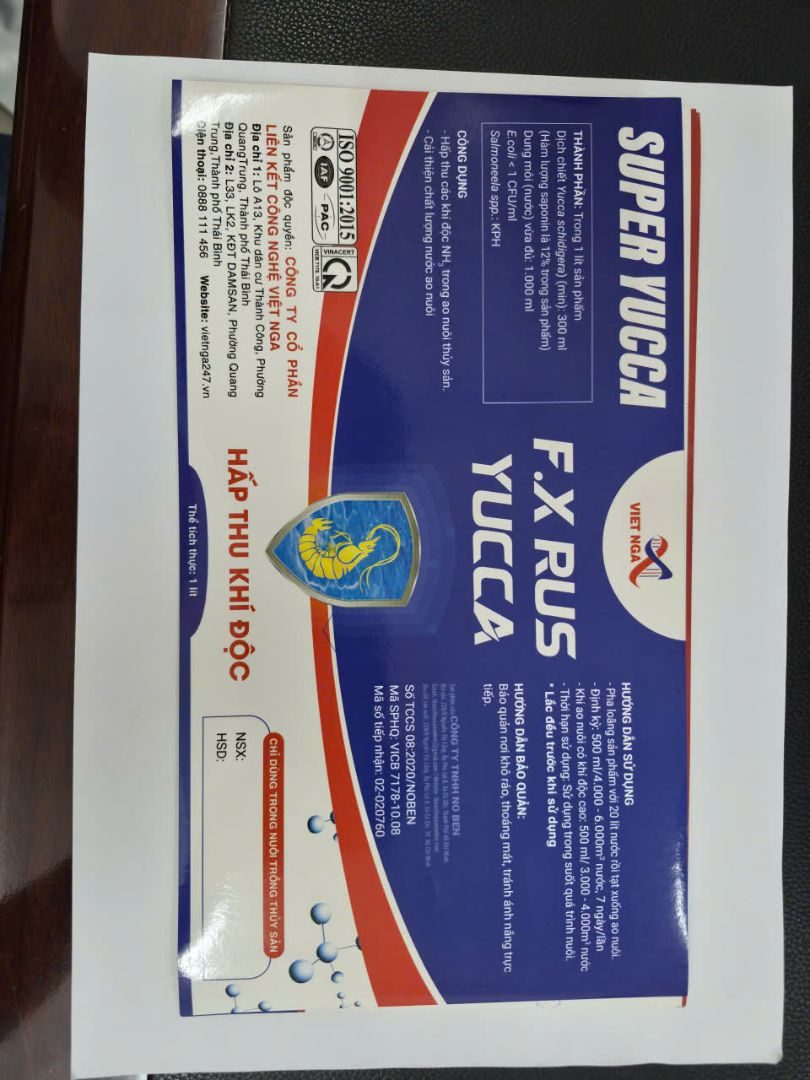 SUPER YUCCA
THÀNH PHẦN: Trong 1 lít sản phẩm
Dịch chiết Yucca schidigera) (min): 300 ml
(Hàm lượng saponin là 12% trong sản phẩm)
Dung môi (nước) vừa đủ: 1.000 ml
E.coli < 1 CFU/ml
Salmoneela spp.: KPH
CÔNG DỤNG
- Hấp thu các khí độc NH₃ trong ao nuôi thủy sản.
- Cải thiện chất lượng nước ao nuôi
ISO 9001:2015
IAF
PAC
VINACERT
Sản phẩm độc quyền: CÔNG TY CỔ PHẦN
LIÊN KẾT CÔNG NGHỆ VIỆT NGA
Địa chỉ 1: Lô A13, Khu dân cư Thành Công, Phường
QuangTrung, Thành phố Thái Bình
Địa chỉ 2: L33, LK2, KĐT DAMSAN, Phường Quang
Trung,Thành phố Thái Bình
Điện thoại: 0888 111 456 Website: vietnga247.vn
VIET NGA
F.X RUS
YUCCA
HẤP THU KHÍ ĐỘC
Thể tích thực: 1 lít
HƯỚNG DẪN SỬ DỤNG
- Pha loãng sản phẩm với 20 lít nước rồi tạt xuống ao nuôi.
- Định kỳ: 500 ml/4.000 - 6.000m³ nước, 7 ngày/lần
- Khi ao nuôi có khí độc cao: 500 ml/ 3.000 - 4.000m³ nước
- Thời hạn sử dụng: Sử dụng trong suốt quá trình nuôi.
* Lắc đều trước khi sử dụng
HƯỚNG DẪN BẢO QUẢN:
Bảo quản nơi khô ráo, thoáng mát, tránh ánh nắng trực
tiếp.
CÔNG TY TNHH NO BEN
Số TCCS 08:2020/NOBEN
Mã SPHQ: VICB 7178-10.08
Mã số tiếp nhận: 02-020760
CHỈ DÙNG TRONG NUÔI TRỒNG THỦY SẢN
NSX:
HSD: